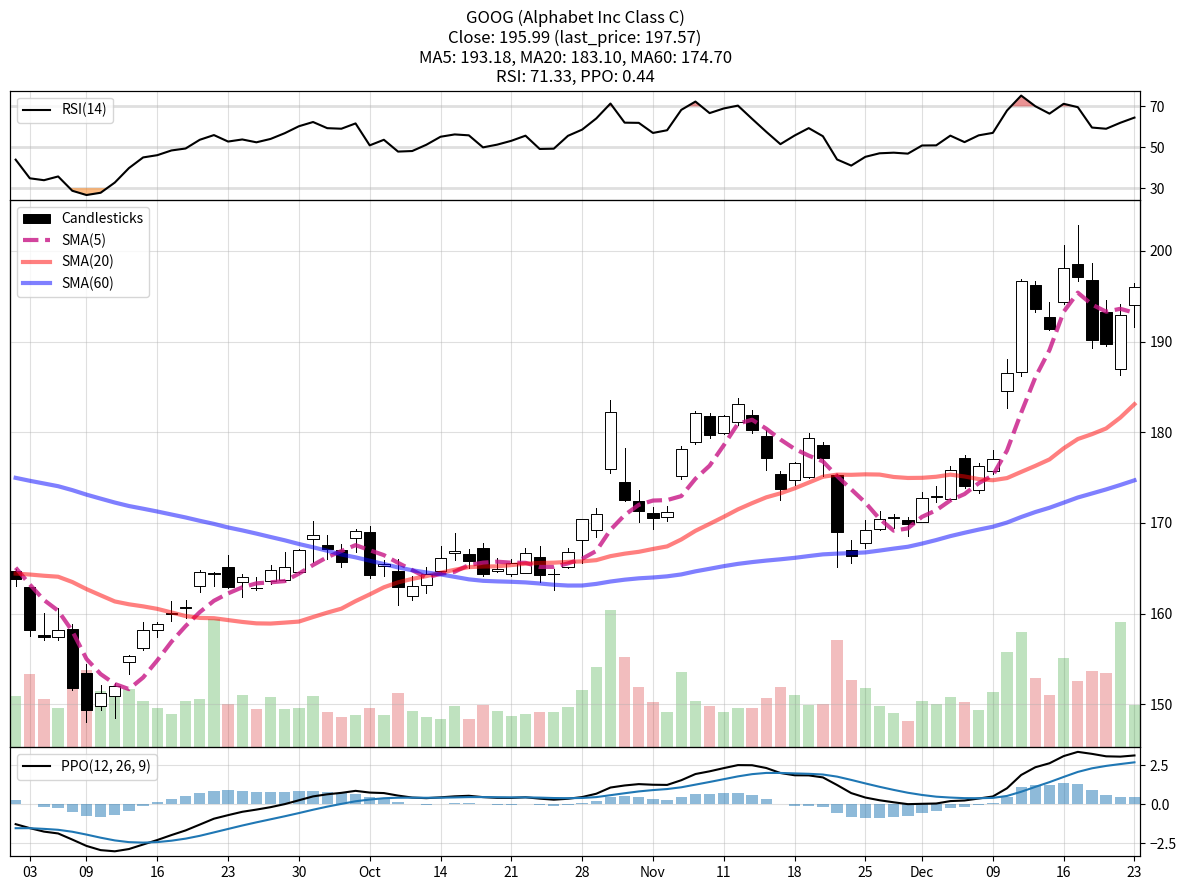 GOOG (Alphabet Inc Class C)
Close: 195.99 (last_price: 197.57)
MA5: 193.18, MA20: 183.10, MA60: 174.70
RSI: 71.33, PPO: 0.44
RSI(14)
70
50
30
Candlesticks
SMA(5)
SMA(20)
SMA(60)
200
190
180
170
160
150
PPO(12, 26, 9)
2.5
0.0
−2.5
03 09 16 23 30 Oct 14 21 28 Nov 11 18 25 Dec 09 16 23